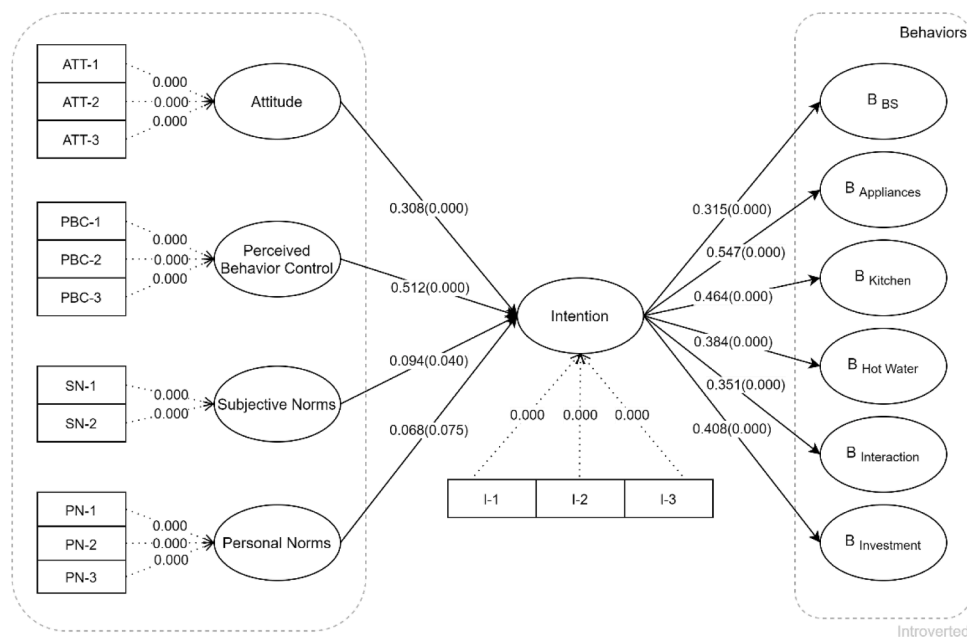 Behaviors
ATT-1
ATT-2
ATT-3
0.000
0.000
0.000
Attitude
PBC-1
PBC-2
PBC-3
0.000
0.000
0.000
Perceived
Behavior Control
SN-1
SN-2
0.000
0.000
Subjective Norms
PN-1
PN-2
PN-3
0.000
0.000
0.000
Personal Norms
0.308(0.000)
0.512(0.000)
0.094(0.040)
0.068(0.075)
Intention
0.000
0.000
0.000
I-1
I-2
I-3
0.315(0.000)
0.547(0.000)
0.464(0.000)
0.384(0.000)
0.351(0.000)
0.408(0.000)
B BS
B Appliances
B Kitchen
B Hot Water
B Interaction
B Investment
Introverted